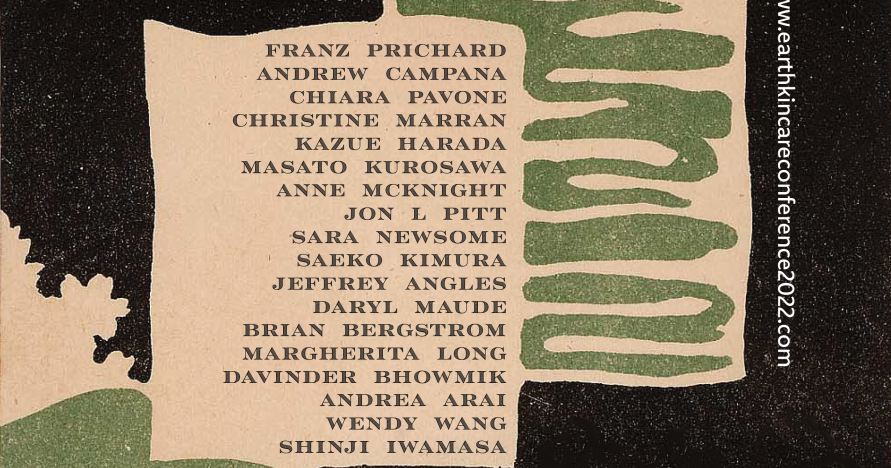 FRANZ PRICHARD
ANDREW CAMPANA
CHIARA PAVONE
CHRISTINE MARRAN
KAZUE HARADA
MASATO KUROSAWA
ANNE MCKNIGHT
JON L PITT
SARA NEWSOME
SAEKO KIMURA
JEFFREY ANGLES
DARYL MAUDE
BRIAN BERGSTROM
MARGHERITA LONG
DAVINDER BHOWMIK
ANDREA ARAI
WENDY WANG
SHINJI IWAMASA
w.earthkincareconference2022.com